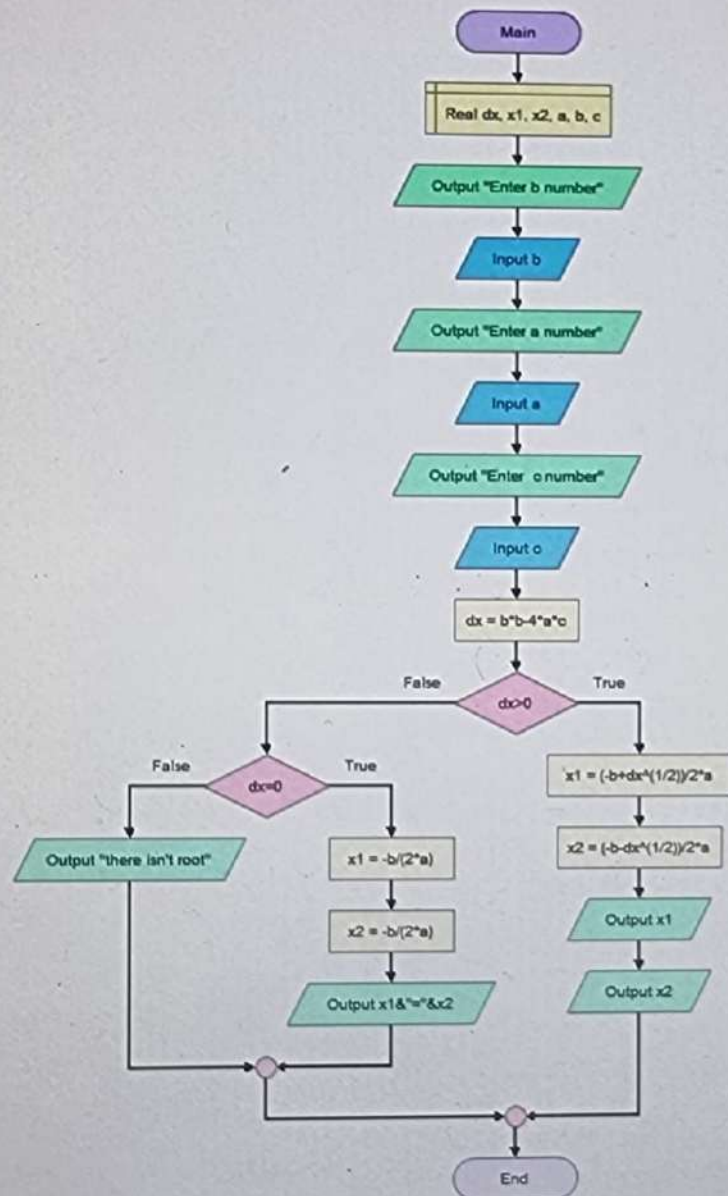 Main
Real dx, x1, x2, a, b, c
Output "Enter b number"
Input b
Output "Enter a number"
Input a
Output "Enter c number"
Input c
dx = b*b-4*a*c
False
True
dx>0
False
True
dx=0
x1 = (-b+dx^(1/2))/2*a
Output "there isn't root"
x1 = -b/(2*a)
x2 = (-b-dx^(1/2))/2*a
x2 = -b/(2*a)
Output x1
Output x1&"="&x2
Output x2
End